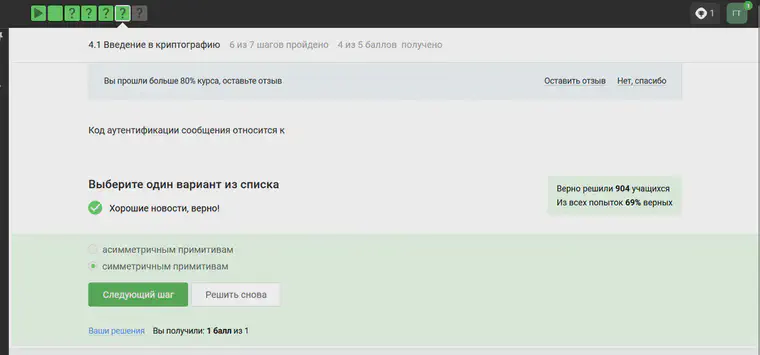 ? ? ? ? ?
1
ГТ
1
4.1 Введение в криптографию 6 из 7 шагов пройдено 4 из 5 баллов получено
Вы прошли больше 80% курса, оставьте отзыв Оставить отзыв Нет, спасибо
Код аутентификации сообщения относится к
Выберите один вариант из списка
Хорошие новости, верно!
Верно решили 904 учащихся
Из всех попыток 69% верных
асимметричным примитивам
симметричным примитивам
Следующий шаг Решить снова
Ваши решения Вы получили: 1 балл из 1